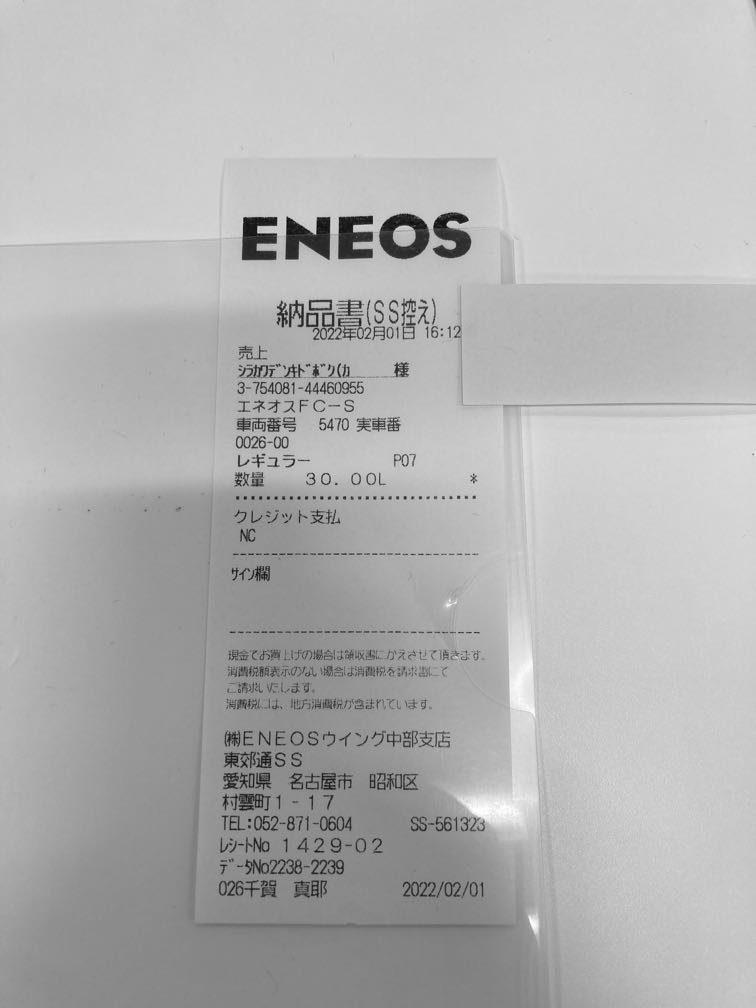 ENEOS
納品書(SS控え)
2022年02月01日 16:12
売上
ｼﾗｶﾜﾃﾞﾝｷﾄﾞﾎﾞｸ(ｶ 様
3-754081-44460955
エネオスFC-S
車両番号 5470 実車番
0026-00
レギュラー P07
数量 30.00L *
クレジット支払
NC
ｻｲﾝ欄
現金でお買上げの場合は領収書にかえさせて頂きます。
消費税額表示のない場合は消費税を請求書にて
ご請求いたします。
消費税には、地方消費税が含まれています。
㈱ENEOSウイング中部支店
東郊通SS
愛知県 名古屋市 昭和区
村雲町1-17
TEL:052-871-0604 SS-561323
ﾚｼｰﾄNo 1429-02
ﾃﾞｰﾀNo2238-2239
026千賀 真耶 2022/02/01